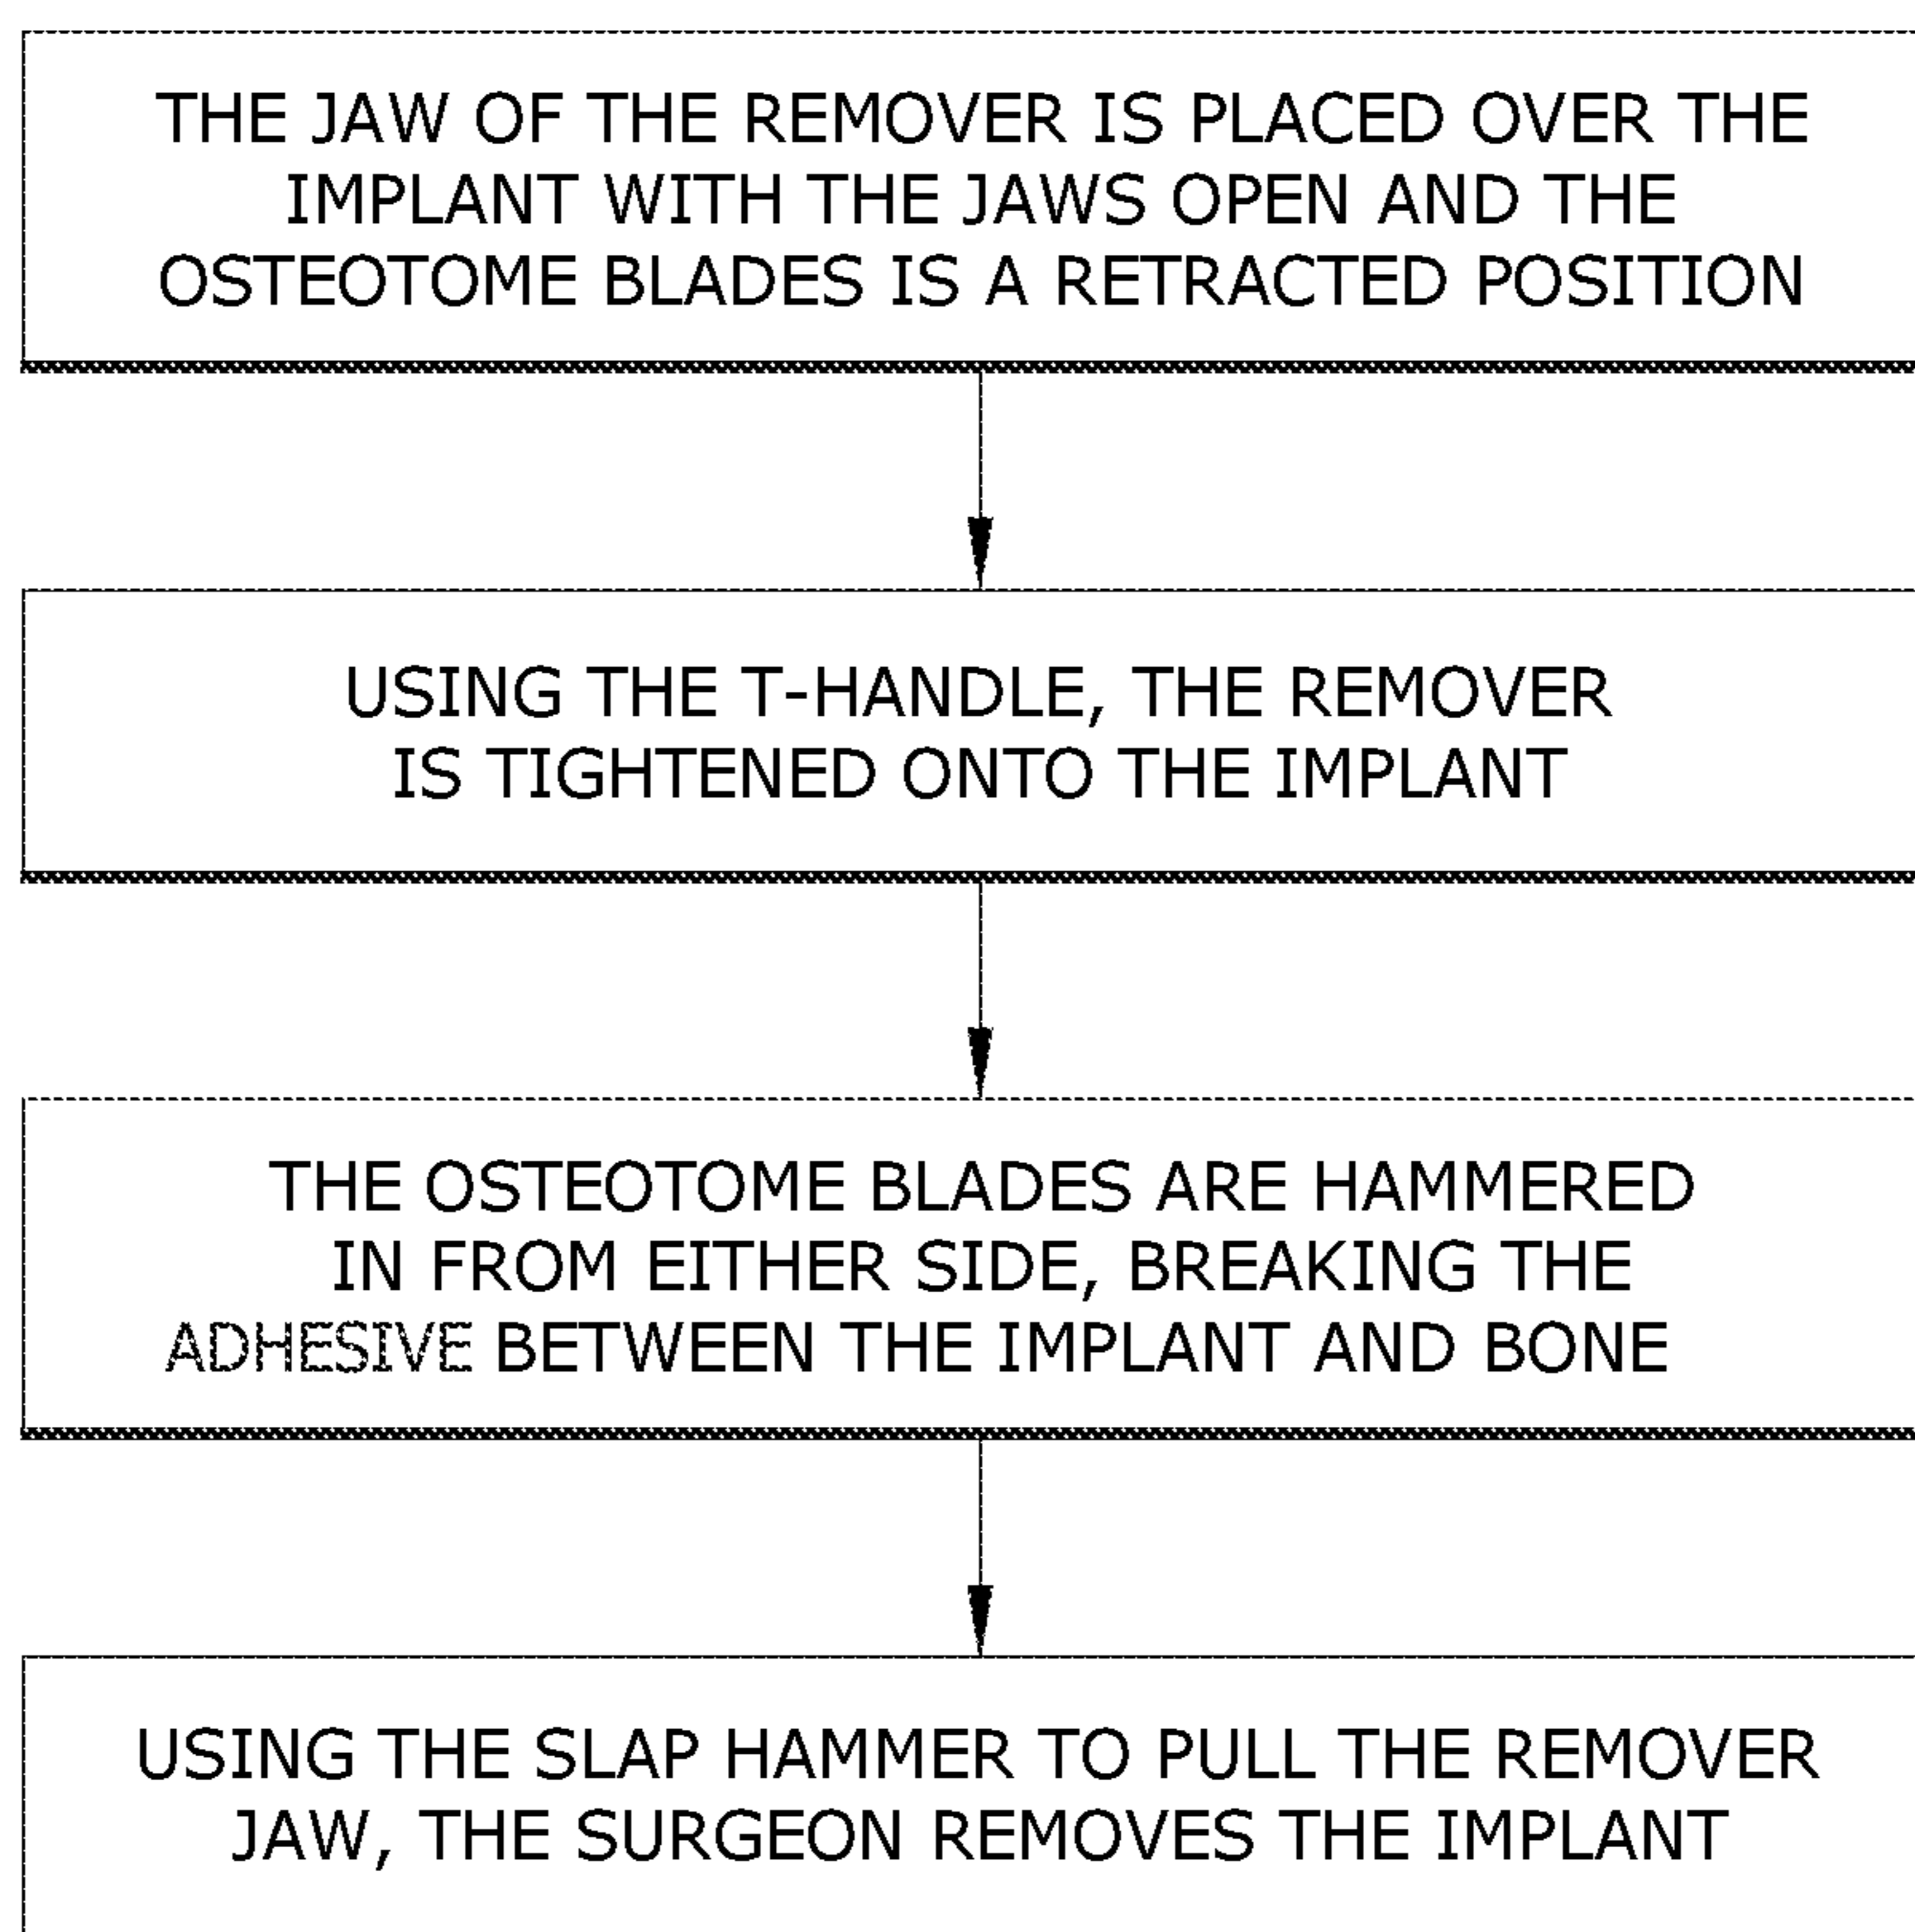 THE JAW OF THE REMOVER IS PLACED OVER THE
IMPLANT WITH THE JAWS OPEN AND THE
OSTEOTOME BLADES IS A RETRACTED POSITION
USING THE T-HANDLE, THE REMOVER
IS TIGHTENED ONTO THE IMPLANT
THE OSTEOTOME BLADES ARE HAMMERED
IN FROM EITHER SIDE, BREAKING THE
ADHESIVE BETWEEN THE IMPLANT AND BONE
USING THE SLAP HAMMER TO PULL THE REMOVER
JAW, THE SURGEON REMOVES THE IMPLANT